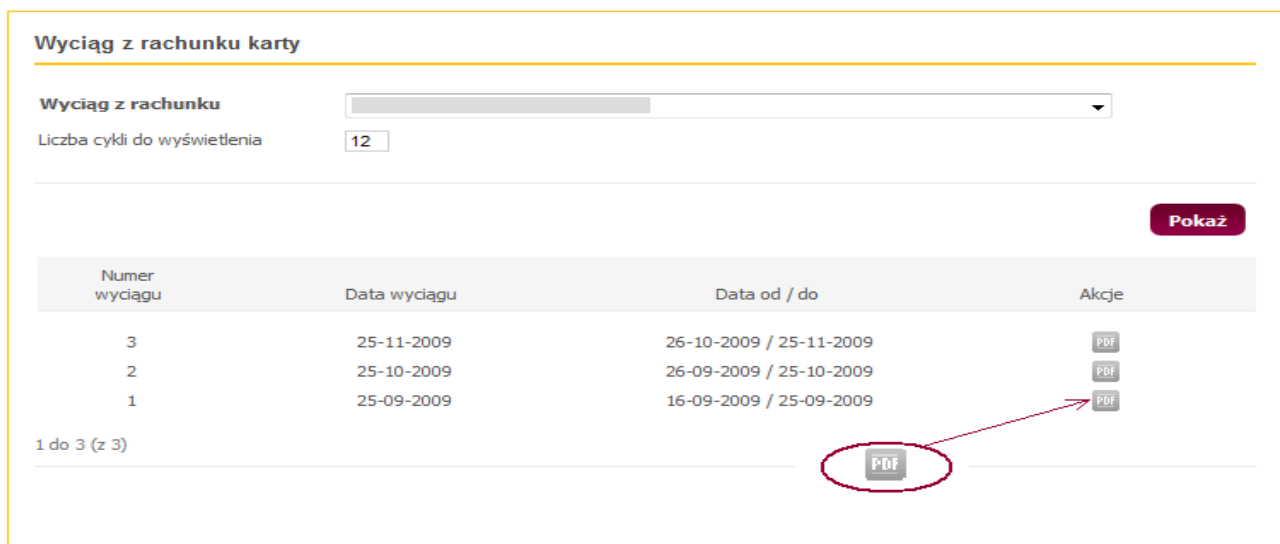 Wyciąg z rachunku karty
Wyciąg z rachunku
Liczba cykli do wyświetlenia 12
Pokaż
Numer wyciągu Data wyciągu Data od / do Akcje
3 25-11-2009 26-10-2009 / 25-11-2009 PDF
2 25-10-2009 26-09-2009 / 25-10-2009 PDF
1 25-09-2009 16-09-2009 / 25-09-2009 PDF
1 do 3 (z 3)
PDF